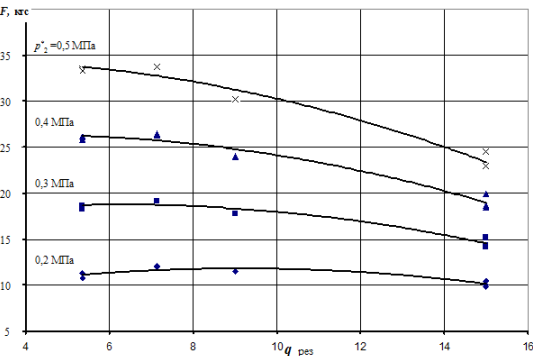 F, кгс
35
p*2 =0,5 МПа
30
0,4 МПа
25
20
0,3 МПа
15
0,2 МПа
10
5
4 6 8 10 12 14 16
q рез